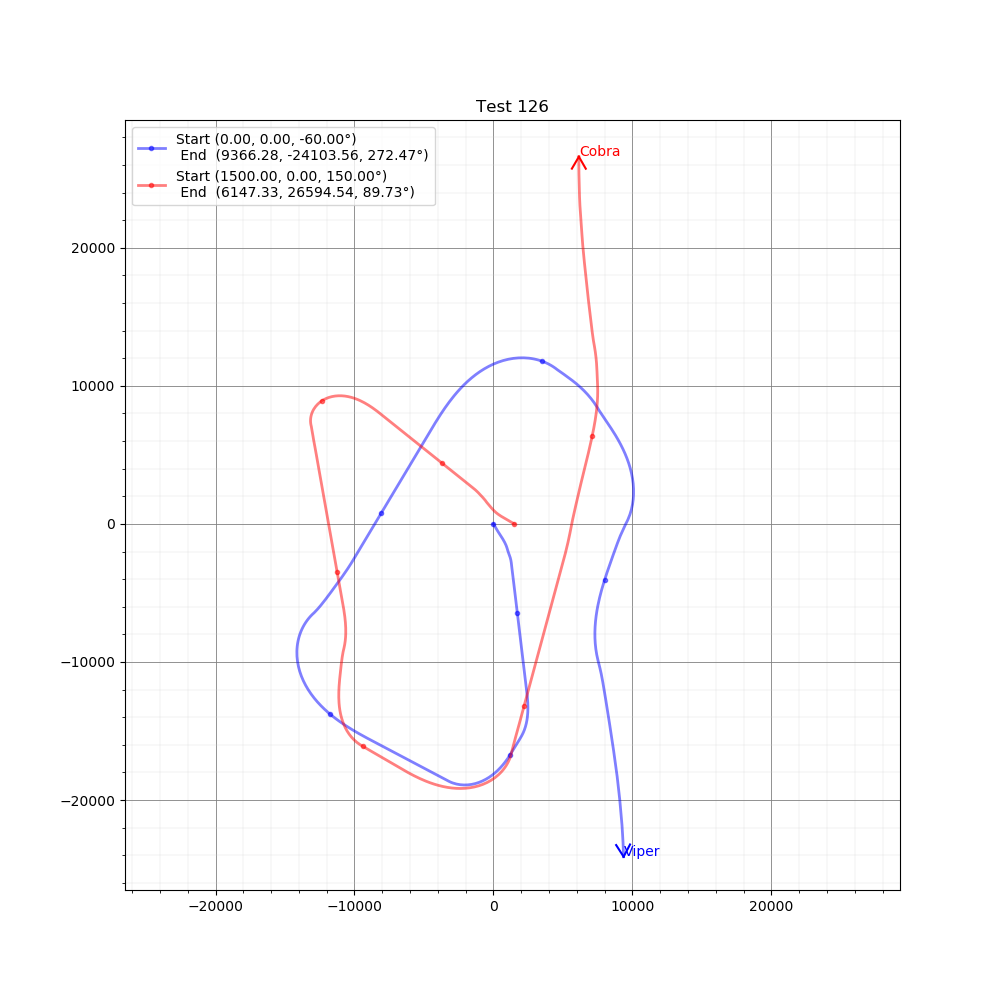 Test 126
Start (0.00, 0.00, -60.00°)
End (9366.28, -24103.56, 272.47°)
Start (1500.00, 0.00, 150.00°)
End (6147.33, 26594.54, 89.73°)
Cobra
20000
10000
0
−10000
−20000
Viper
−20000 −10000 0 10000 20000